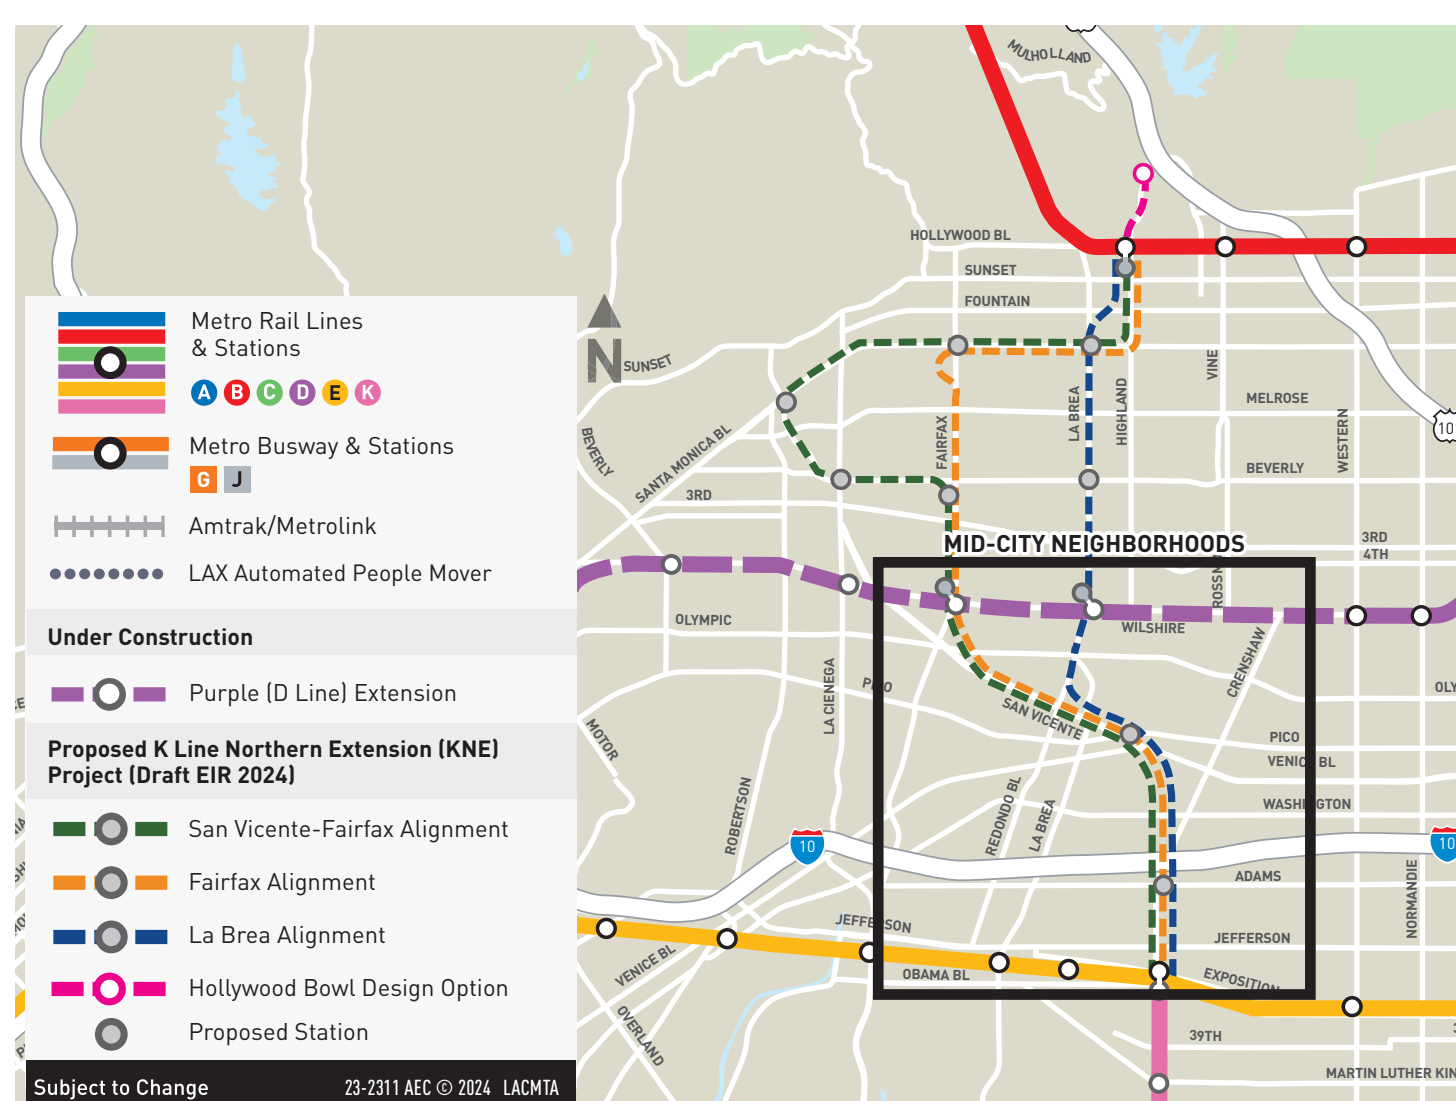 MULHOLLAND
HOLLYWOOD BL
SUNSET
FOUNTAIN
N
SUNSET
VINE
MELROSE
LA BREA
HIGHLAND
FAIRFAX
WESTERN
10
BEVERLY
SANTA MONICA BL
BEVERLY
3RD
MID-CITY NEIGHBORHOODS
3RD
4TH
OLYMPIC
WILSHIRE
CRENSHAW
LA CIENEGA
SAN VICENTE
PICO
VENICE BL
MOTOR
ROBERTSON
REDONDO BL
LA BREA
WASHINGTON
10
10
ADAMS
NORMANDIE
JEFFERSON
JEFFERSON
VENICE BL
OBAMA BL
EXPOSITION
OVERLAND
39TH
MARTIN LUTHER KIN
Metro Rail Lines
& Stations
A B C D E K
Metro Busway & Stations
G J
Amtrak/Metrolink
LAX Automated People Mover
Under Construction
Purple (D Line) Extension
Proposed K Line Northern Extension (KNE)
Project (Draft EIR 2024)
San Vicente-Fairfax Alignment
Fairfax Alignment
La Brea Alignment
Hollywood Bowl Design Option
Proposed Station
Subject to Change 23-2311 AEC © 2024 LACMTA